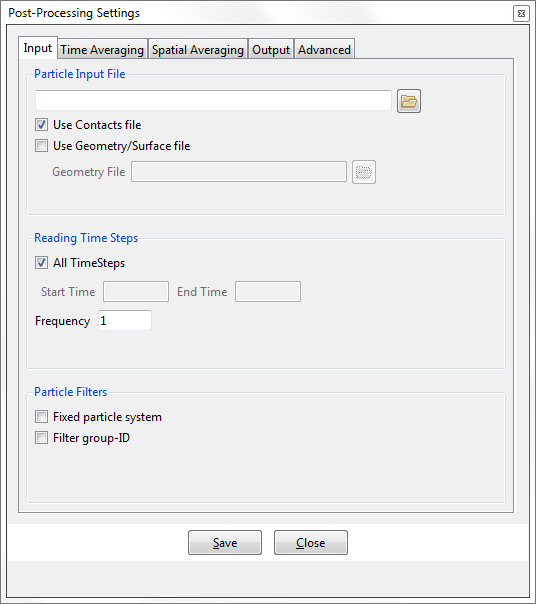 Post-Processing Settings
Input Time Averaging Spatial Averaging Output Advanced
Particle Input File
Use Contacts file
Use Geometry/Surface file
Geometry File
Reading Time Steps
All TimeSteps
Start Time End Time
Frequency 1
Particle Filters
Fixed particle system
Filter group-ID
Save Close